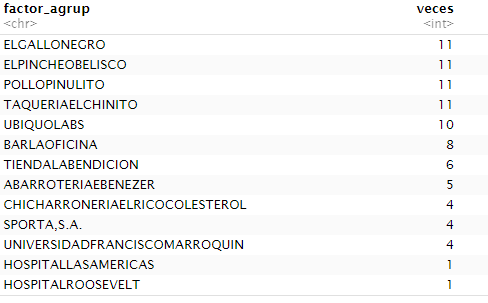 factor_agrup veces
<chr> <int>
ELGALLONEGRO 11
ELPINCHEOBELISCO 11
POLLOPINULITO 11
TAQUERIAELCHINITO 11
UBIQUOLABS 10
BARLAOFICINA 8
TIENDALABENDICION 6
ABARROTERIAEBENEZER 5
CHICHARRONERIAELRICOCOLESTEROL 4
SPORTA,S.A. 4
UNIVERSIDADFRANCISCOMARROQUIN 4
HOSPITALLASAMERICAS 1
HOSPITALROOSEVELT 1